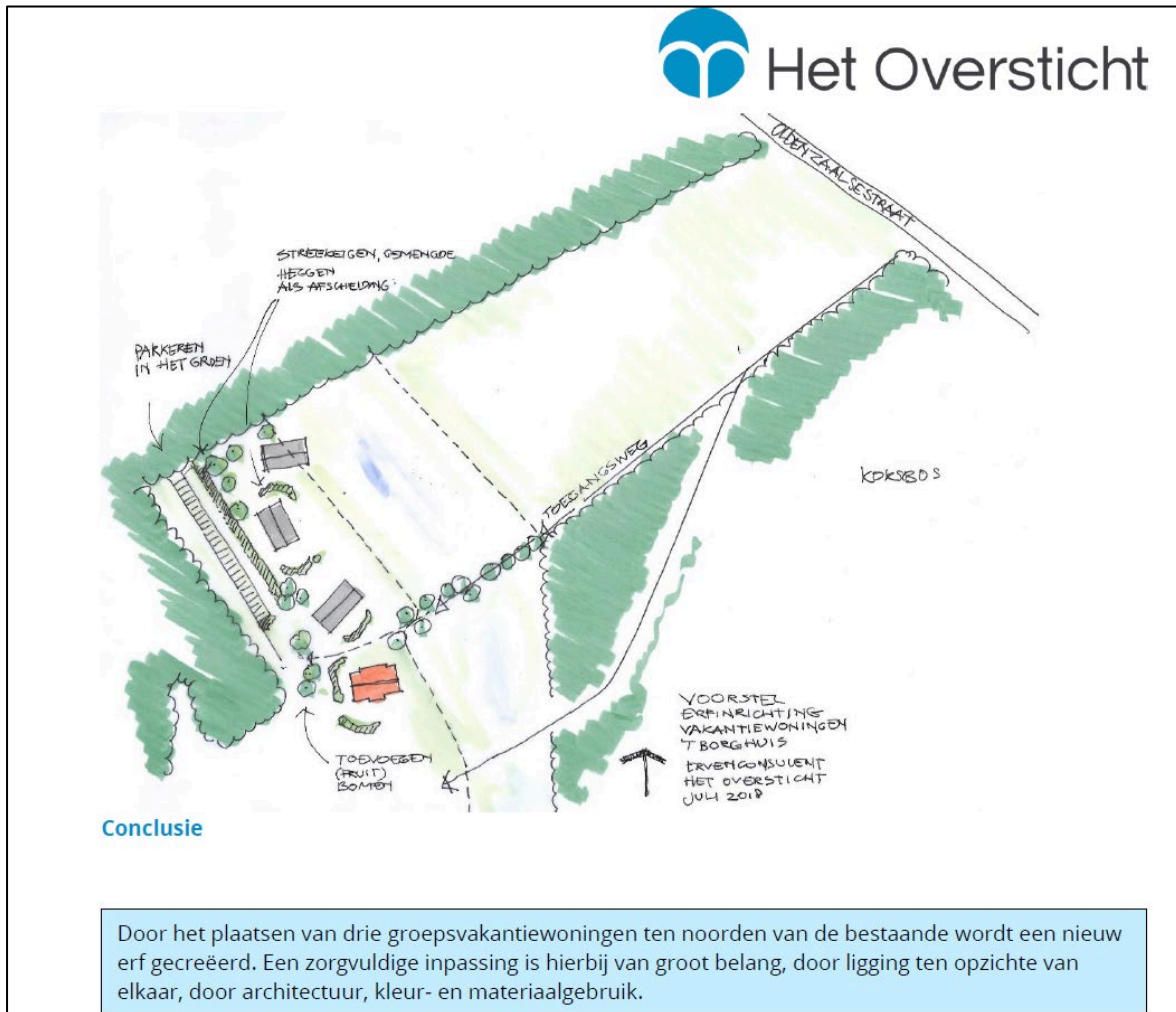 Het Oversticht
OLDENZAALSESTRAAT
STREEKEIGEN, GEMENGDE
HEGGEN
ALS AFSCHEIDING
PARKEREN
IN HET GROEN
TOEGANGSWEG
KOKSBOS
TOEVOEGEN
(FRUIT)
BOMEN
VOORSTEL
ERFINRICHTING
VAKANTIEWONINGEN
'T BORGHUIS
ERVENCONSULENT
HET OVERSTICHT
JULI 2018
Conclusie
Door het plaatsen van drie groepsvakantiewoningen ten noorden van de bestaande wordt een nieuw
erf gecreëerd. Een zorgvuldige inpassing is hierbij van groot belang, door ligging ten opzichte van
elkaar, door architectuur, kleur- en materiaalgebruik.